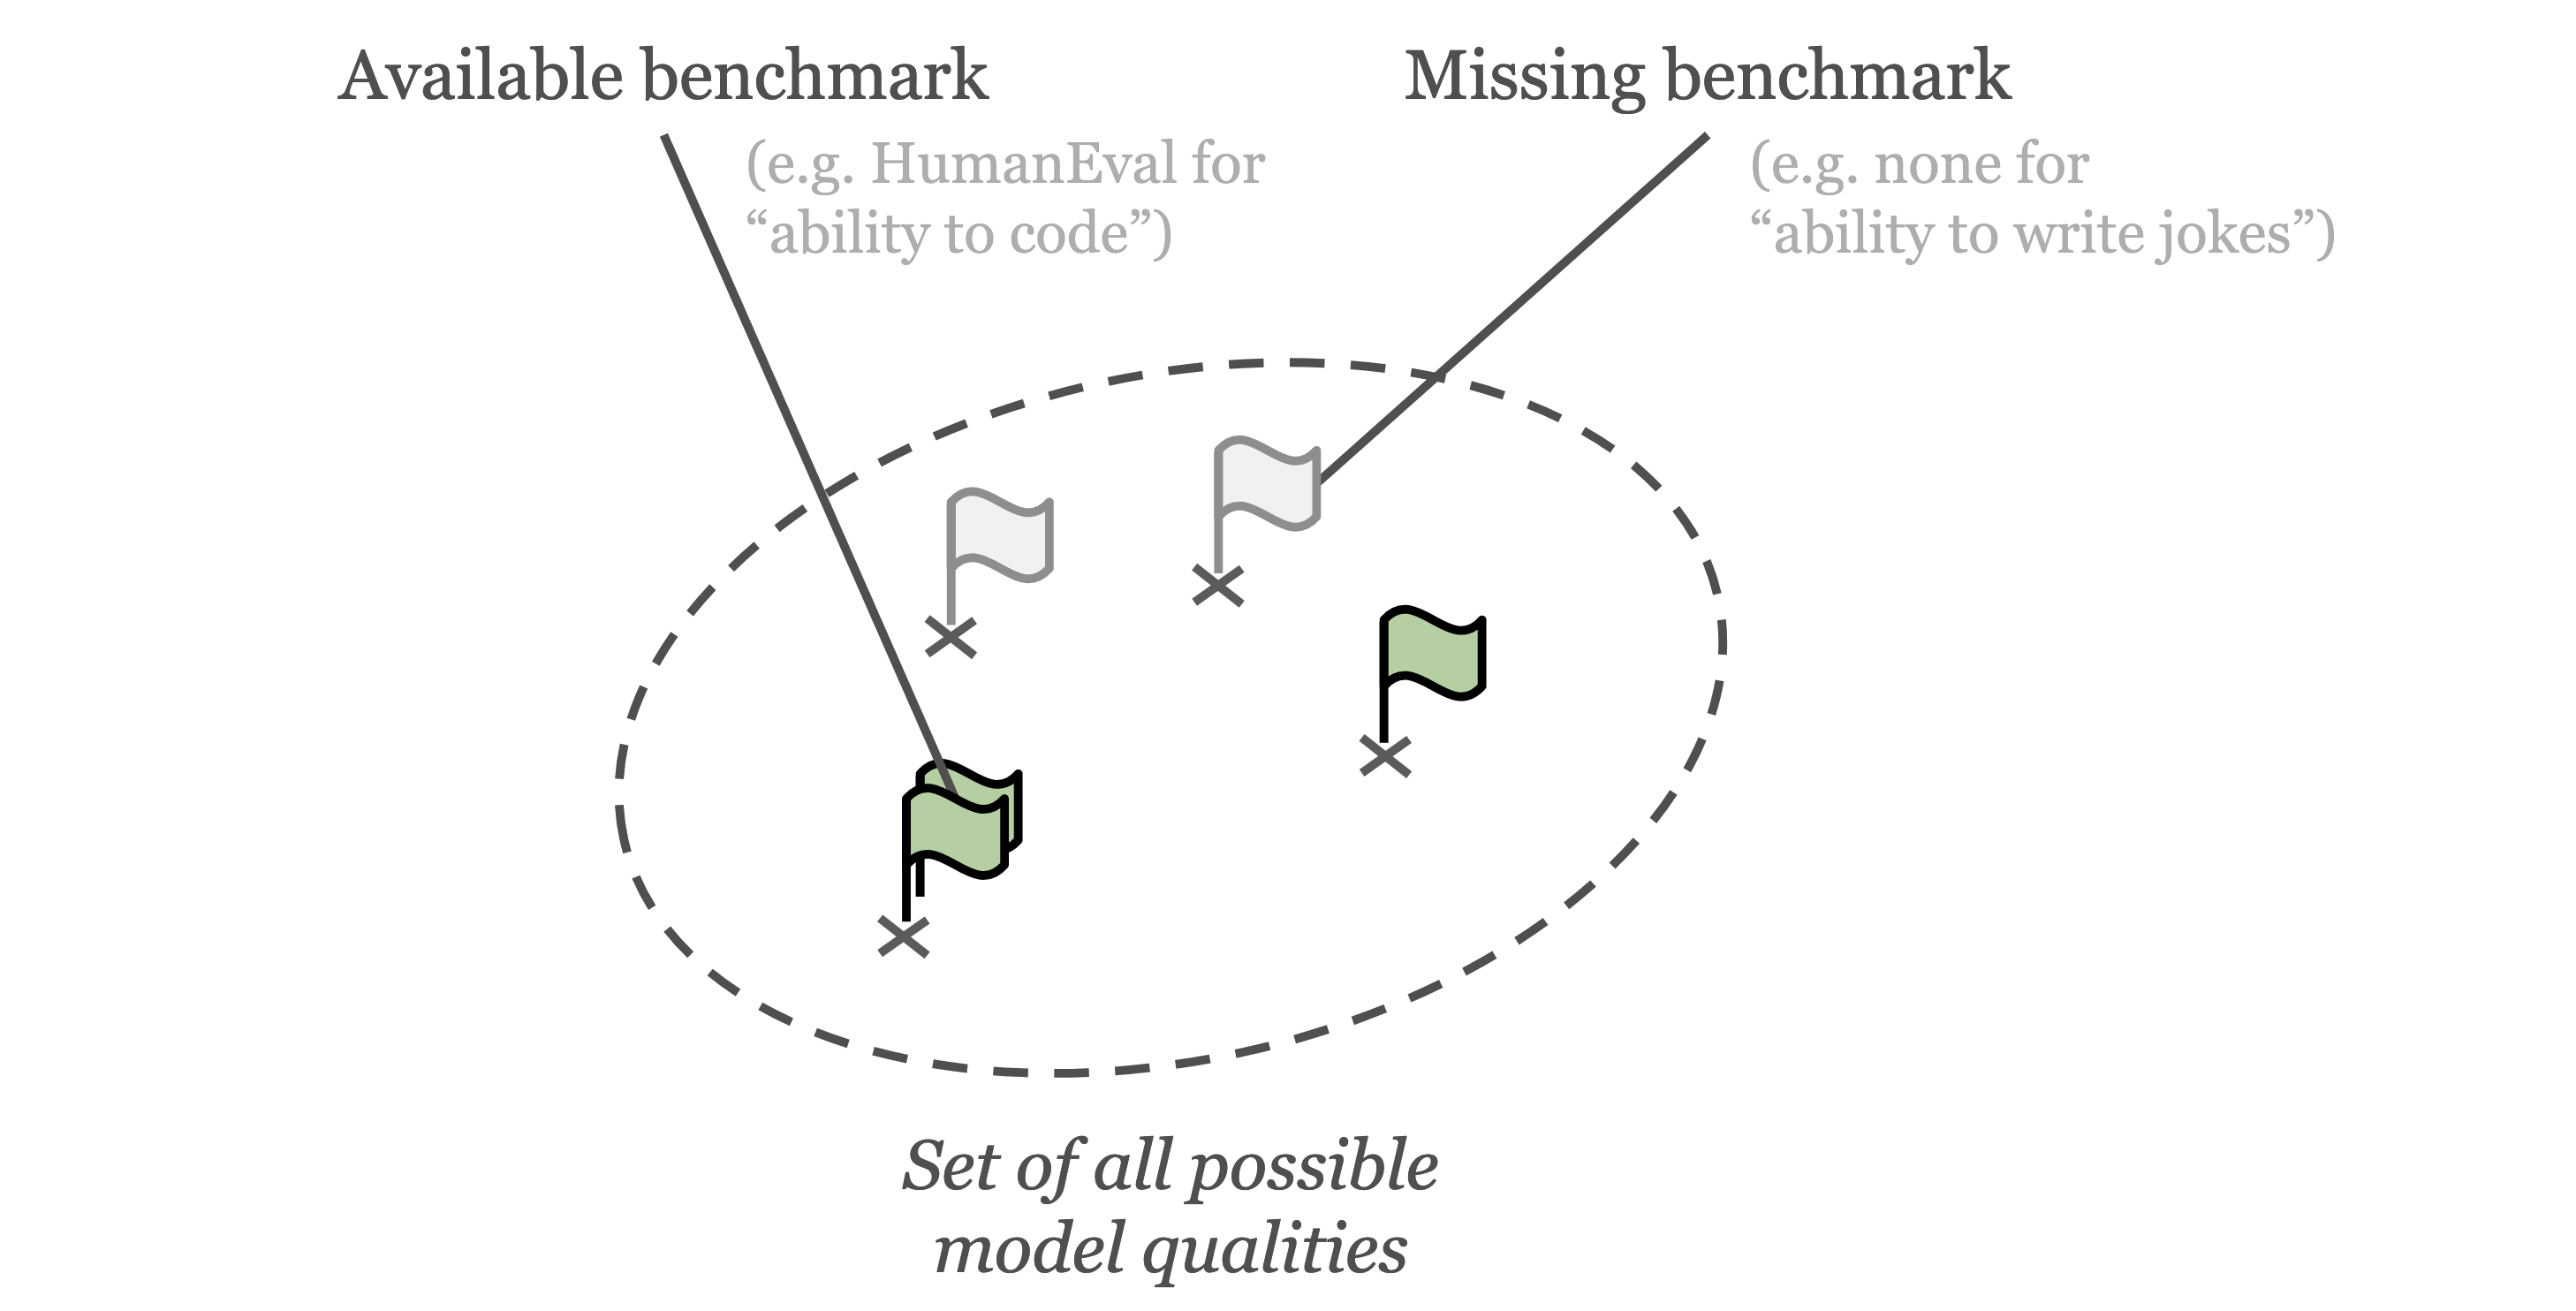 Available benchmark
(e.g. HumanEval for
“ability to code”)
Missing benchmark
(e.g. none for
“ability to write jokes”)
Set of all possible
model qualities